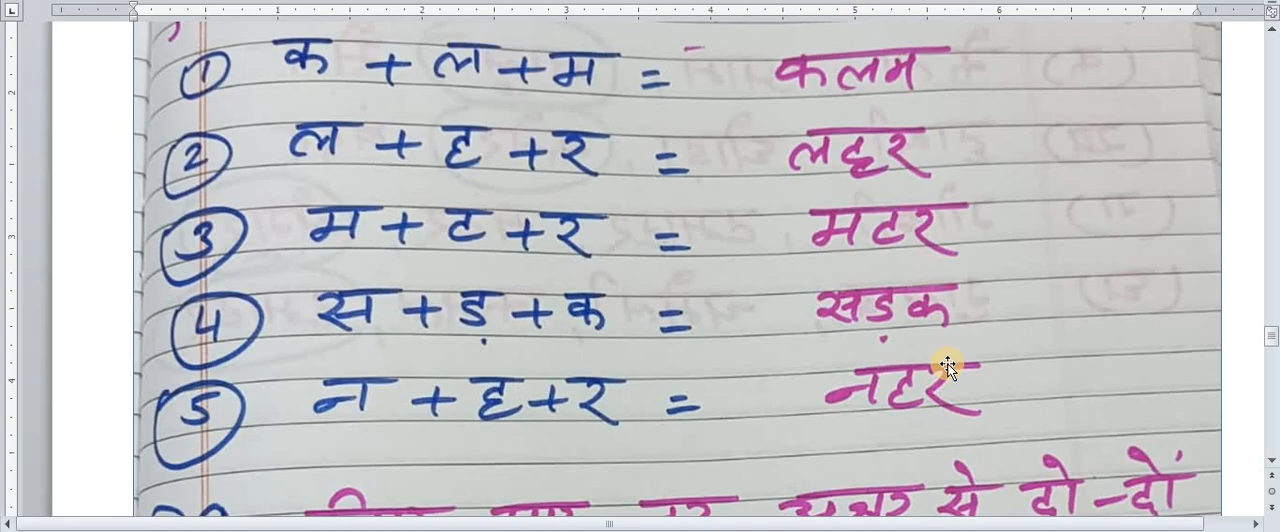 ① क + ल + म = कलम
② ल + ह + र = लहर
③ म + ट + र = मटर
④ स + ड़ + क = सड़क
⑤ न + ह + र = नहर
से दो-दों